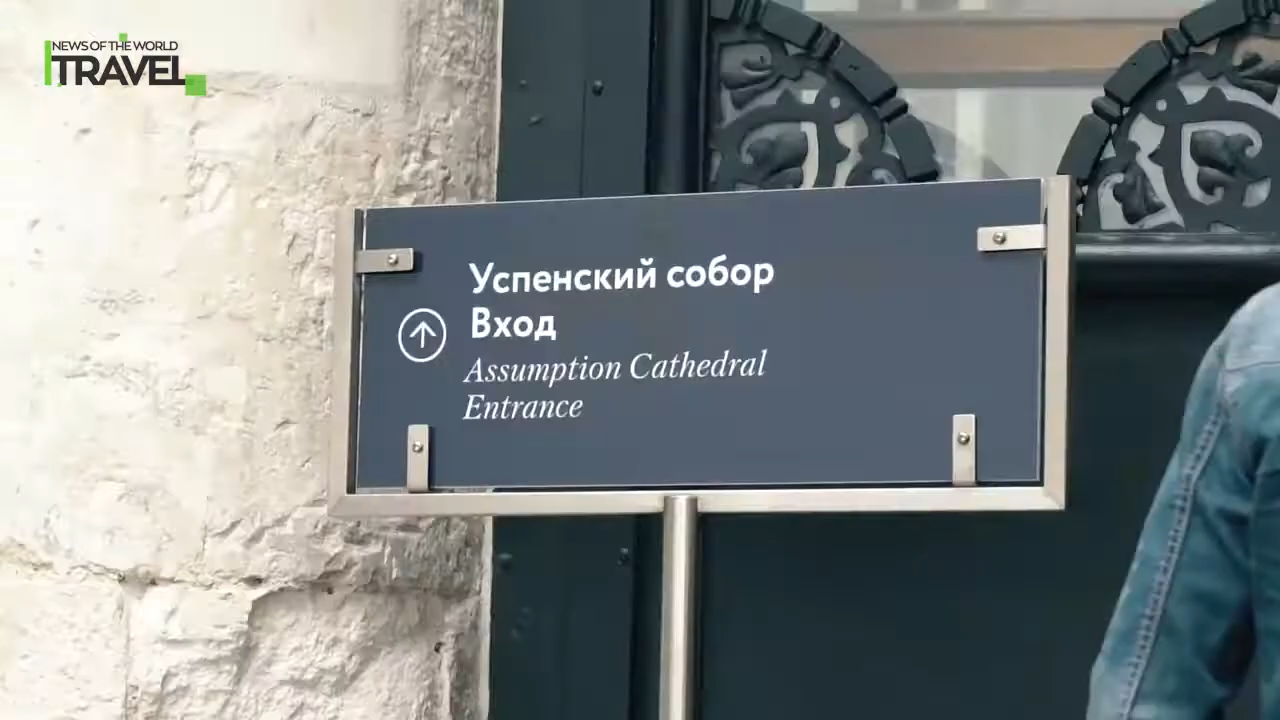 NEWS OF THE WORLD
TRAVEL
Успенский собор
Вход
Assumption Cathedral
Entrance